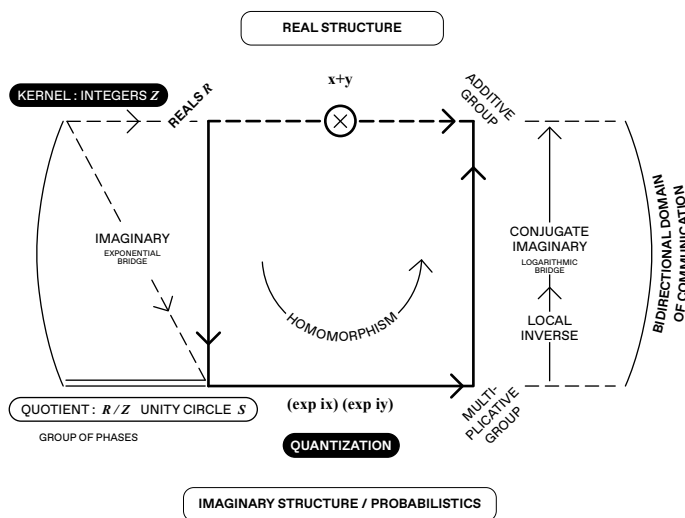 REAL STRUCTURE
x+y
KERNEL : INTEGERS Z
REALS R
ADDITIVE
GROUP
IMAGINARY
EXPONENTIAL
BRIDGE
CONJUGATE
IMAGINARY
LOGARITHMIC
BRIDGE
BIDIRECTIONAL DOMAIN
OF COMMUNICATION
HOMOMORPHISM
LOCAL
INVERSE
QUOTIENT : R/Z UNITY CIRCLE S
(exp ix) (exp iy)
MULTI-
PLICATIVE
GROUP
GROUP OF PHASES
QUANTIZATION
IMAGINARY STRUCTURE / PROBABILISTICS